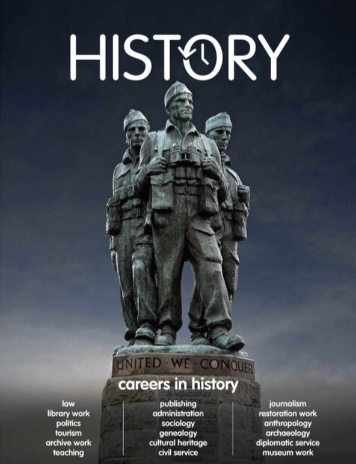 HISTORY
UNITED · WE · CONQUER
careers in history
law
library work
politics
tourism
archive work
teaching
publishing
administration
sociology
genealogy
cultural heritage
civil service
journalism
restoration work
anthropology
archaeology
diplomatic service
museum work